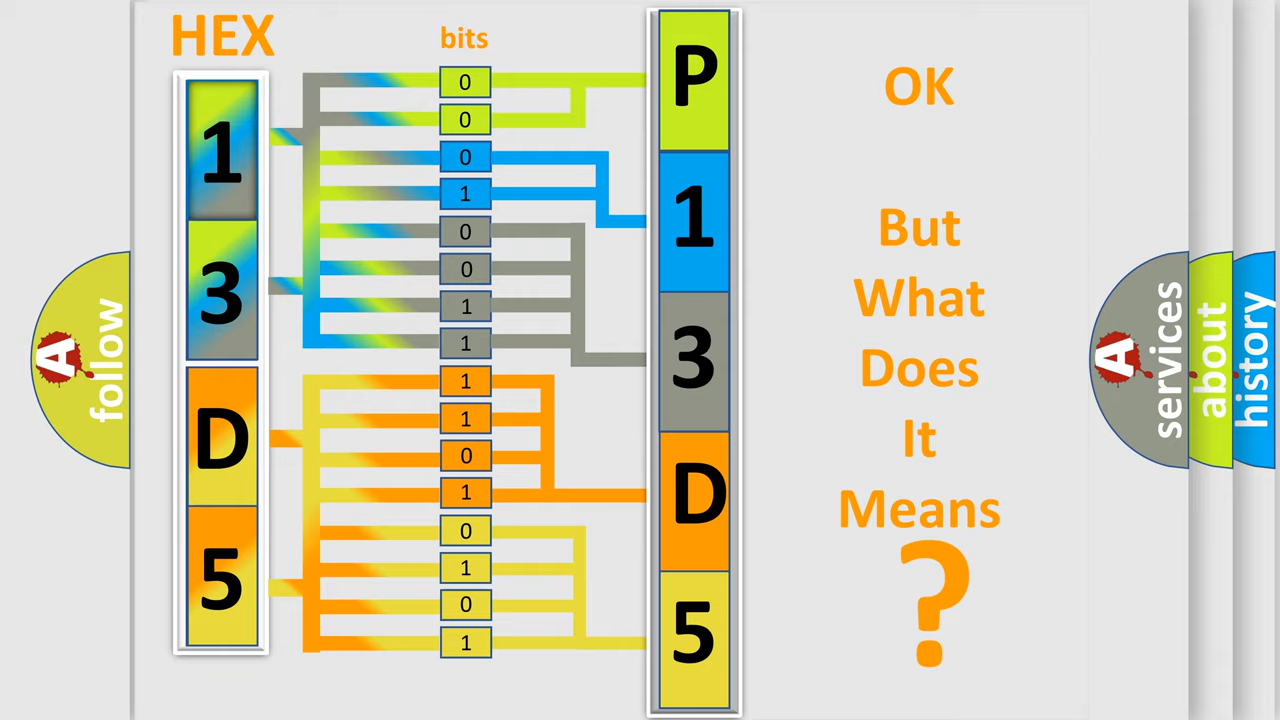 HEX
bits
1
3
D
5
0
0
0
1
0
0
1
1
1
1
0
1
0
1
0
1
P
1
3
D
5
OK
But
What
Does
It
Means
?
A
follow
A
services
about
history